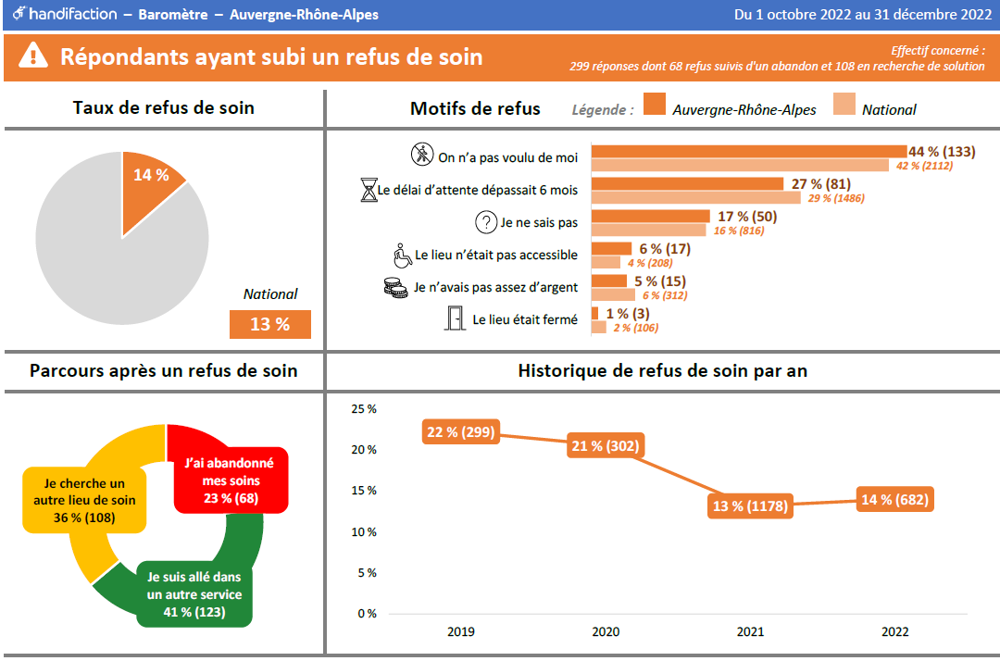 handifaction – Baromètre – Auvergne-Rhône-Alpes
Du 1 octobre 2022 au 31 décembre 2022
Répondants ayant subi un refus de soin
Effectif concerné :
299 réponses dont 68 refus suivis d'un abandon et 108 en recherche de solution
Taux de refus de soin
14 %
National
13 %
Motifs de refus
Légende :
Auvergne-Rhône-Alpes
National
On n'a pas voulu de moi
44 % (133)
42 % (2112)
Le délai d'attente dépassait 6 mois
27 % (81)
29 % (1486)
?
Je ne sais pas
17 % (50)
16 % (816)
Le lieu n'était pas accessible
6 % (17)
4 % (208)
Je n'avais pas assez d'argent
5 % (15)
6 % (312)
Le lieu était fermé
1 % (3)
2 % (106)
Parcours après un refus de soin
J'ai abandonné
mes soins
23 % (68)
Je cherche un
autre lieu de soin
36 % (108)
Je suis allé dans
un autre service
41 % (123)
Historique de refus de soin par an
25 %
20 %
15 %
10 %
5 %
0 %
22 % (299)
21 % (302)
13 % (1178)
14 % (682)
2019
2020
2021
2022